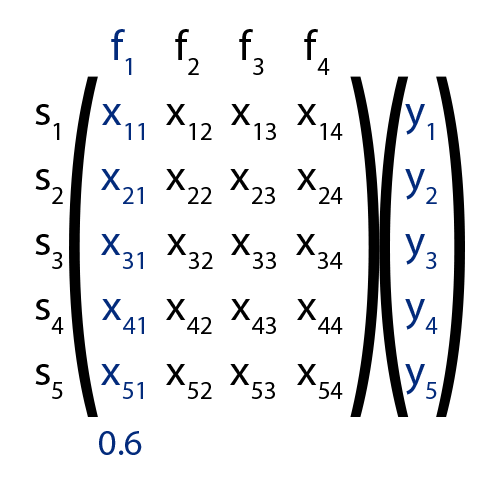 f1 f2 f3 f4
s1 x11 x12 x13 x14 y1
s2 x21 x22 x23 x24 y2
s3 x31 x32 x33 x34 y3
s4 x41 x42 x43 x44 y4
s5 x51 x52 x53 x54 y5
0.6